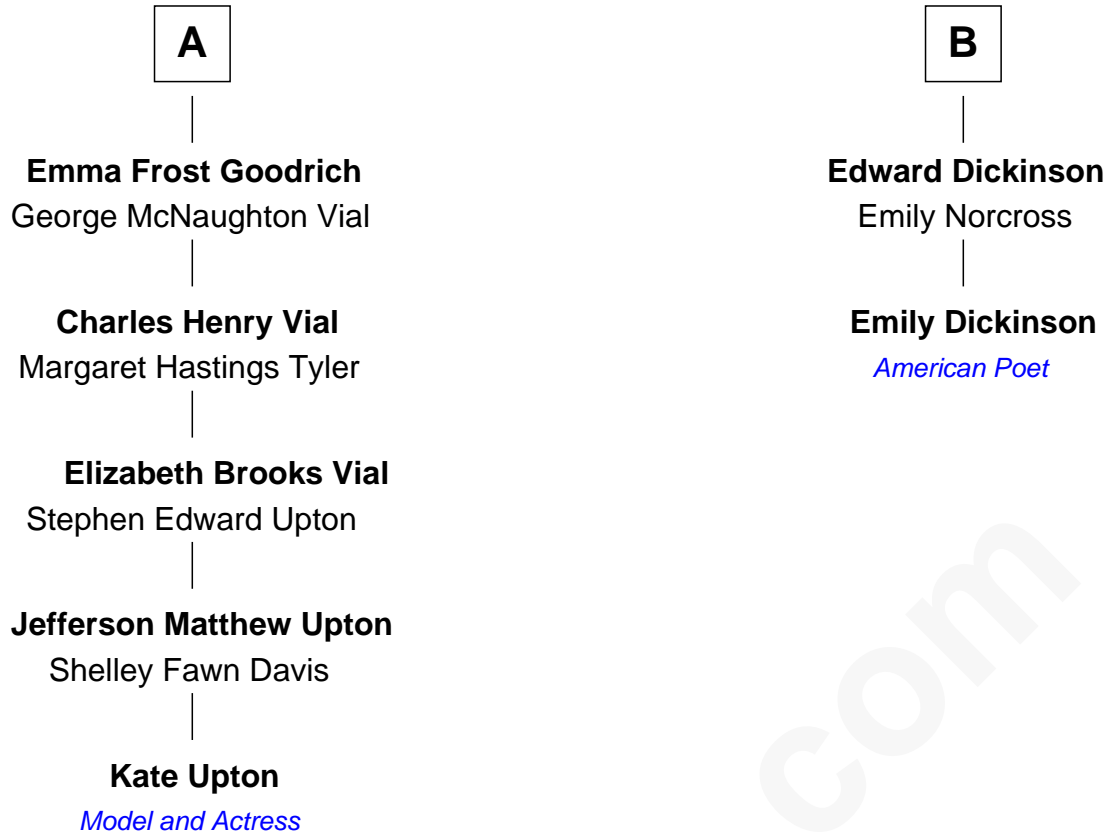 A
Emma Frost Goodrich
George McNaughton Vial
Charles Henry Vial
Margaret Hastings Tyler
Elizabeth Brooks Vial
Stephen Edward Upton
Jefferson Matthew Upton
Shelley Fawn Davis
Kate Upton
Model and Actress
B
Edward Dickinson
Emily Norcross
Emily Dickinson
American Poet
com